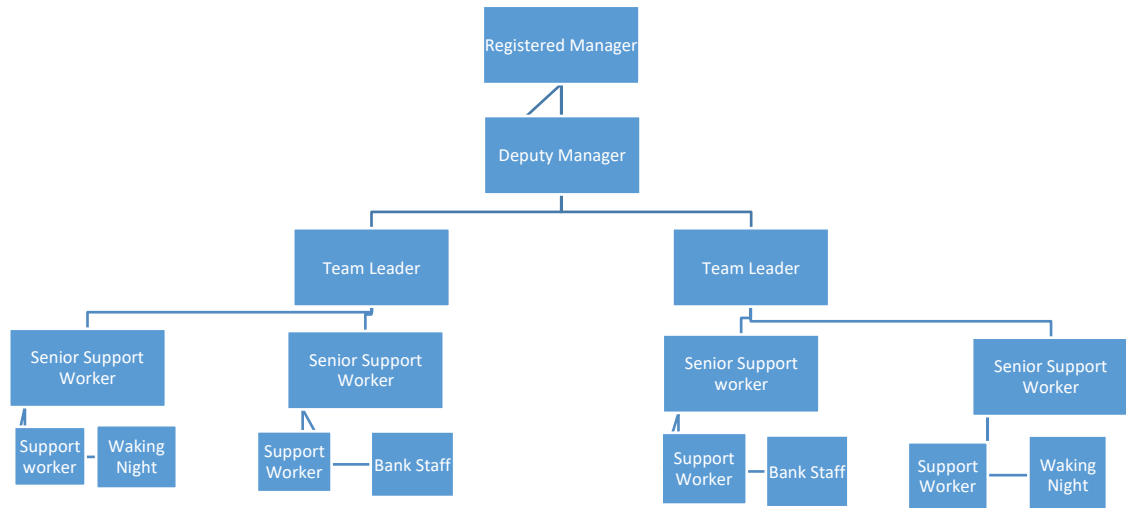 Registered Manager
Deputy Manager
Team Leader
Team Leader
Senior Support
Worker
Senior Support
Worker
Senior Support
worker
Senior Support
Worker
Support
worker
Waking
Night
Support
Worker
Bank Staff
Support
Worker
Bank Staff
Support
Worker
Waking
Night